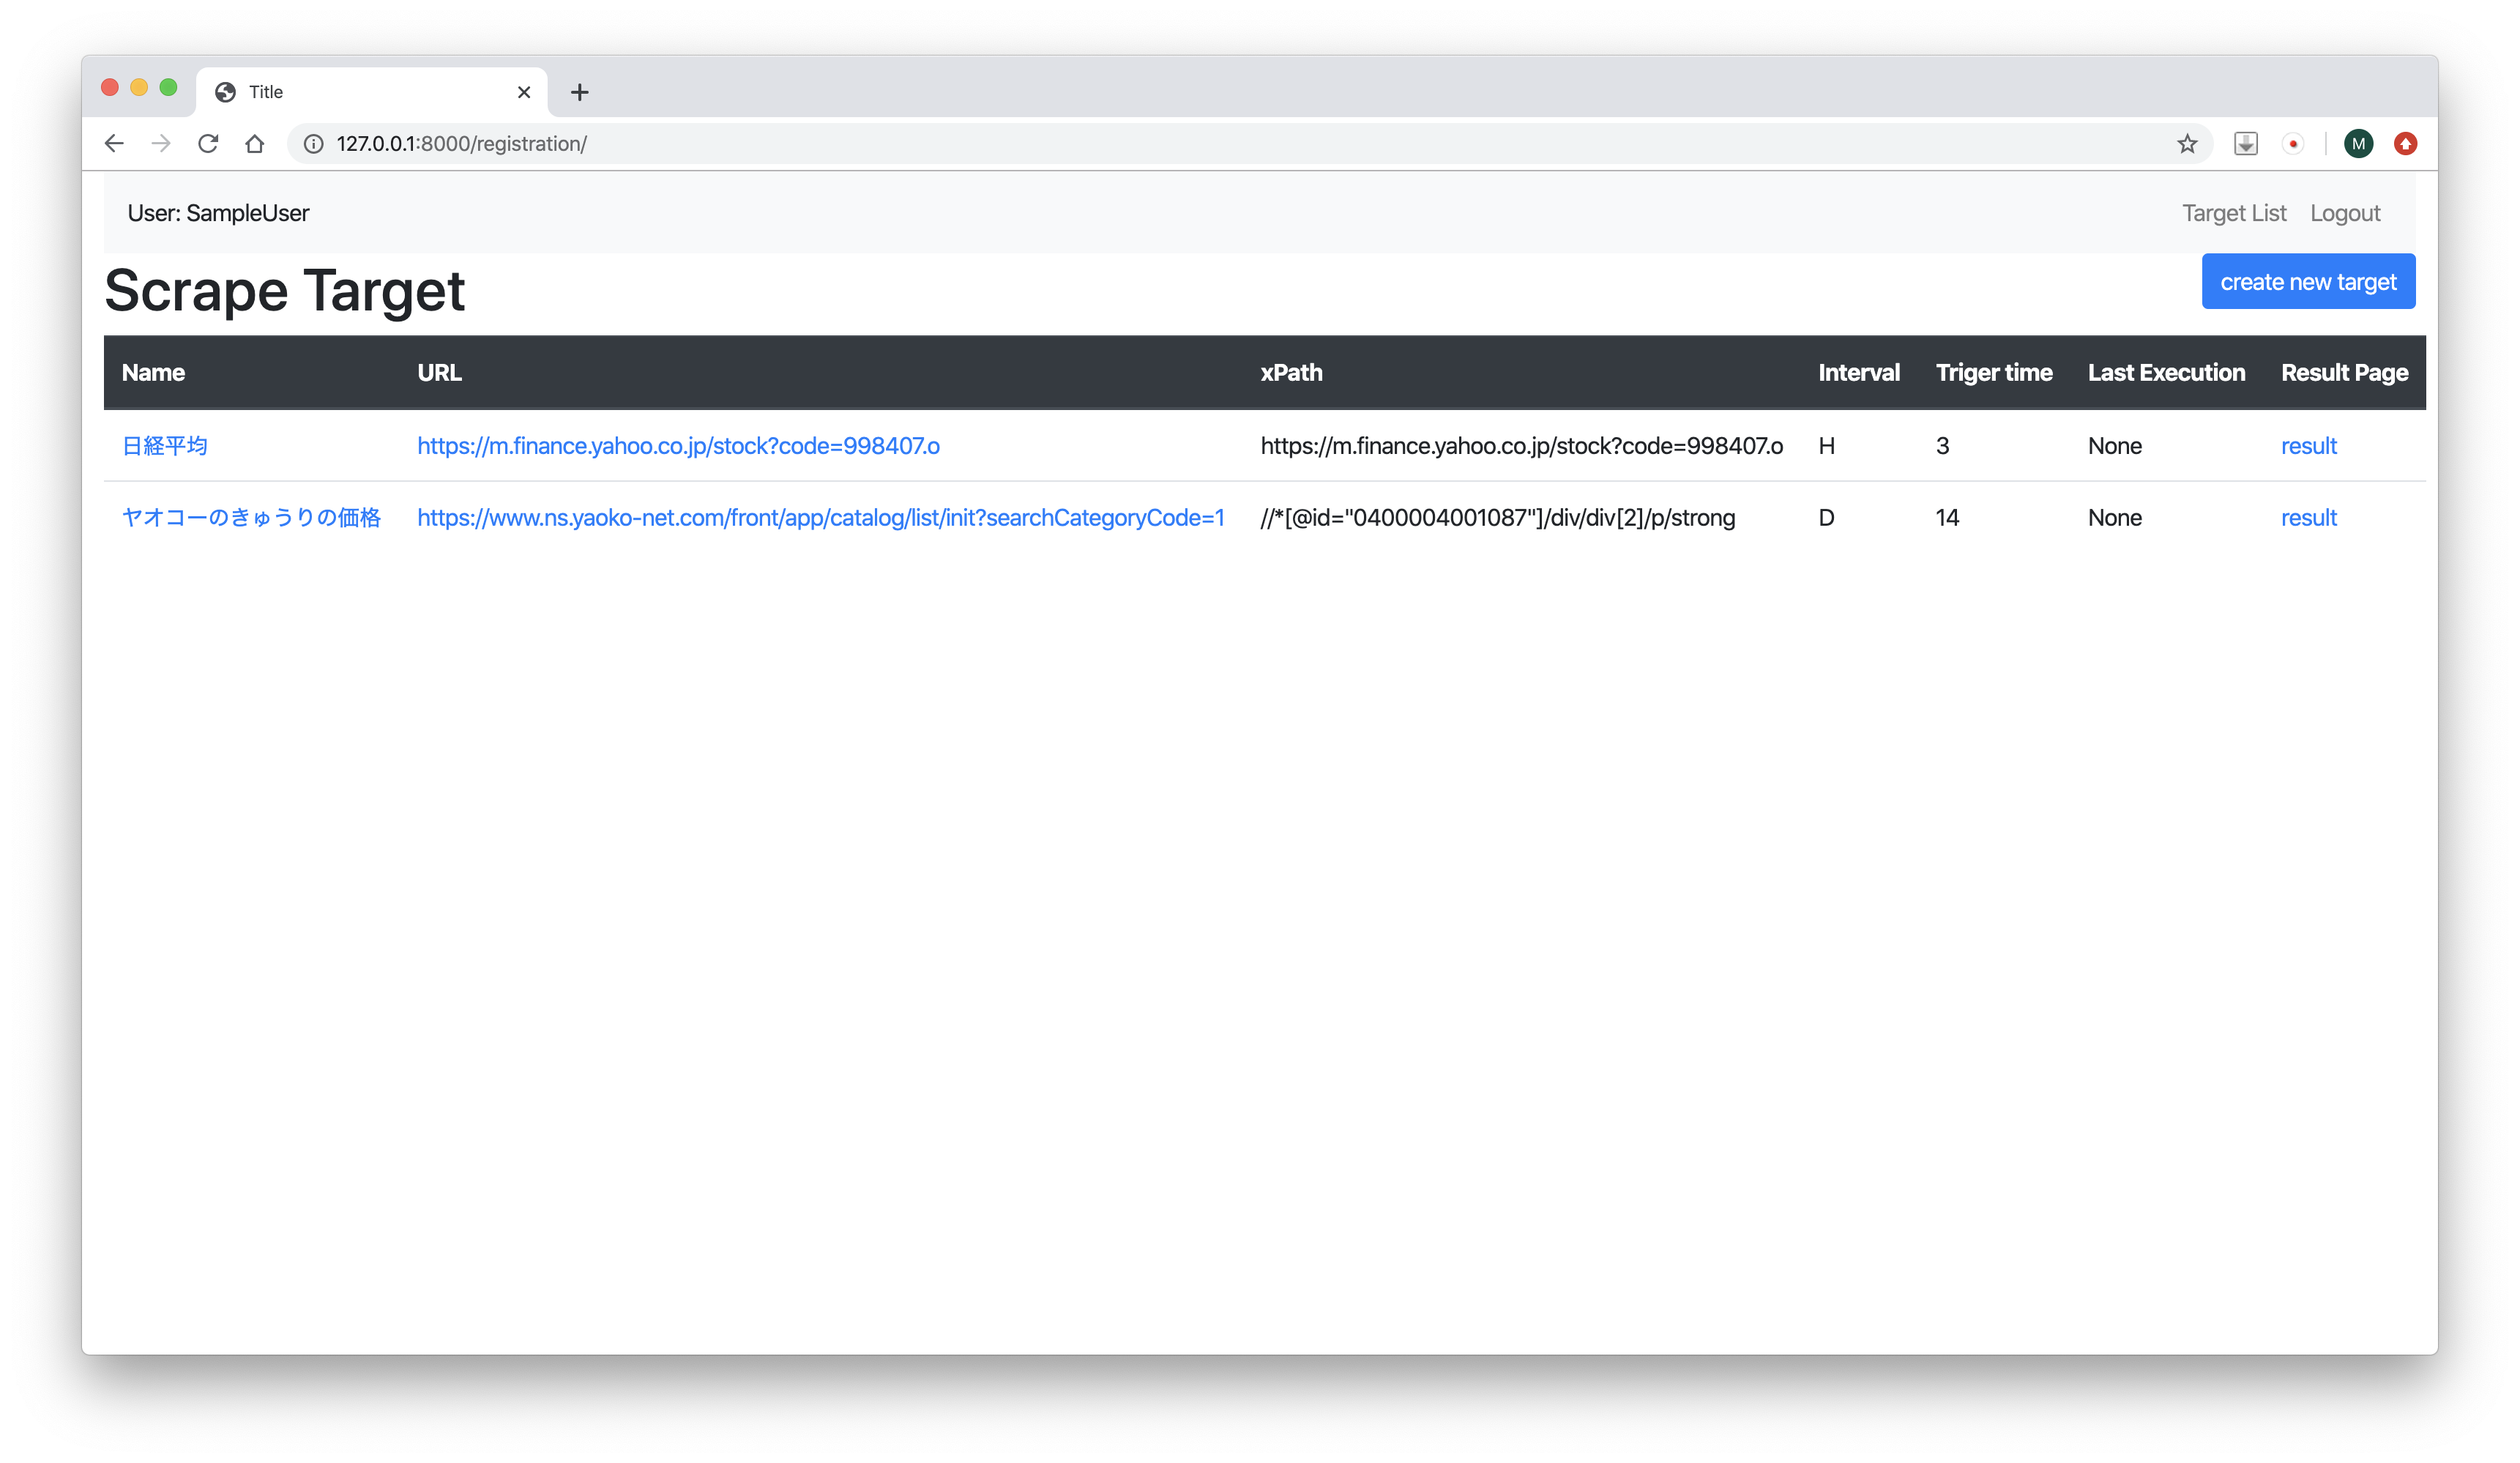 Title
127.0.0.1:8000/registration/
M
User: SampleUser Target List Logout
Scrape Target create new target
Name URL xPath Interval Triger time Last Execution Result Page
日経平均 https://m.finance.yahoo.co.jp/stock?code=998407.o https://m.finance.yahoo.co.jp/stock?code=998407.o H 3 None result
ヤオコーのきゅうりの価格 https://www.ns.yaoko-net.com/front/app/catalog/list/init?searchCategoryCode=1 //*[@id="0400004001087"]/div/div[2]/p/strong D 14 None result